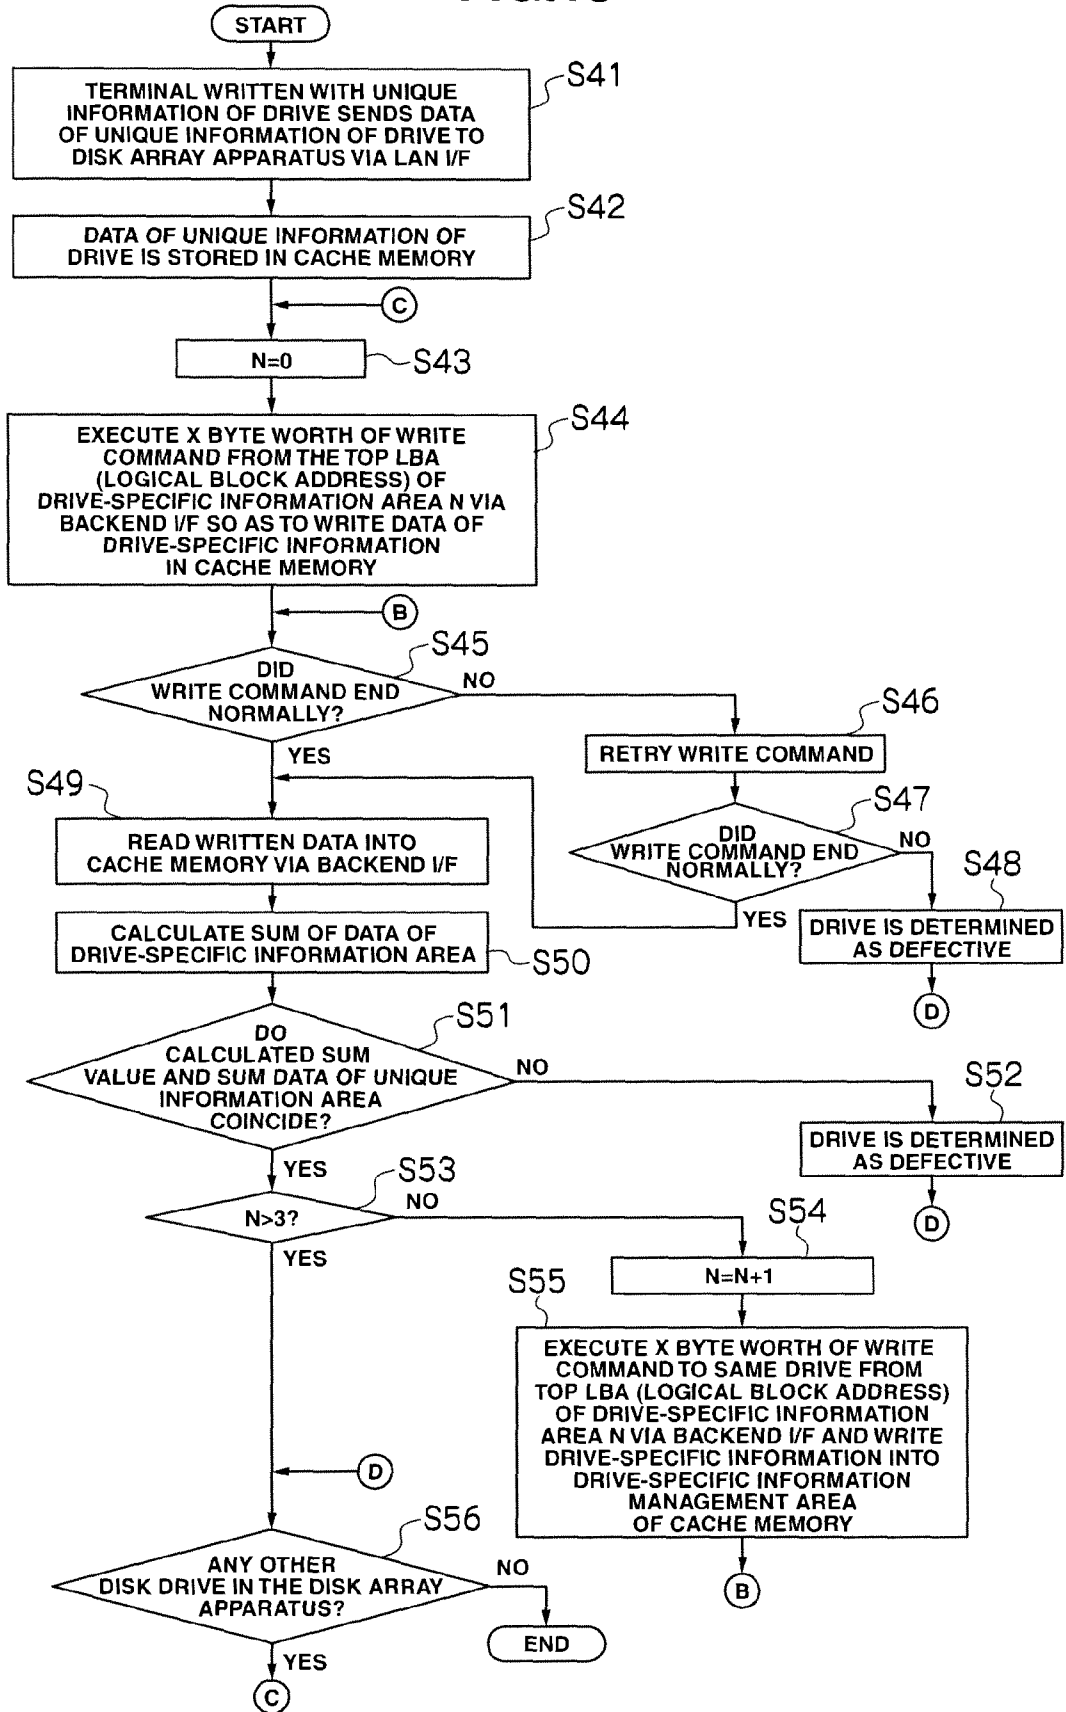 START
S41
TERMINAL WRITTEN WITH UNIQUE
INFORMATION OF DRIVE SENDS DATA
OF UNIQUE INFORMATION OF DRIVE TO
DISK ARRAY APPARATUS VIA LAN I/F
S42
DATA OF UNIQUE INFORMATION OF
DRIVE IS STORED IN CACHE MEMORY
C
N=0
S43
S44
EXECUTE X BYTE WORTH OF WRITE
COMMAND FROM THE TOP LBA
(LOGICAL BLOCK ADDRESS) OF
DRIVE-SPECIFIC INFORMATION AREA N VIA
BACKEND I/F SO AS TO WRITE DATA OF
DRIVE-SPECIFIC INFORMATION
IN CACHE MEMORY
B
S45
DID
WRITE COMMAND END
NORMALLY?
NO
YES
S46
RETRY WRITE COMMAND
S47
DID
WRITE COMMAND END
NORMALLY?
NO
YES
S48
DRIVE IS DETERMINED
AS DEFECTIVE
D
S49
READ WRITTEN DATA INTO
CACHE MEMORY VIA BACKEND I/F
CALCULATE SUM OF DATA OF
DRIVE-SPECIFIC INFORMATION AREA
S50
S51
DO
CALCULATED SUM
VALUE AND SUM DATA OF UNIQUE
INFORMATION AREA
COINCIDE?
NO
YES
S52
DRIVE IS DETERMINED
AS DEFECTIVE
D
S53
N>3?
NO
YES
S54
N=N+1
S55
EXECUTE X BYTE WORTH OF WRITE
COMMAND TO SAME DRIVE FROM
TOP LBA (LOGICAL BLOCK ADDRESS)
OF DRIVE-SPECIFIC INFORMATION
AREA N VIA BACKEND I/F AND WRITE
DRIVE-SPECIFIC INFORMATION INTO
DRIVE-SPECIFIC INFORMATION
MANAGEMENT AREA
OF CACHE MEMORY
B
D
S56
ANY OTHER
DISK DRIVE IN THE DISK ARRAY
APPARATUS?
NO
END
YES
C